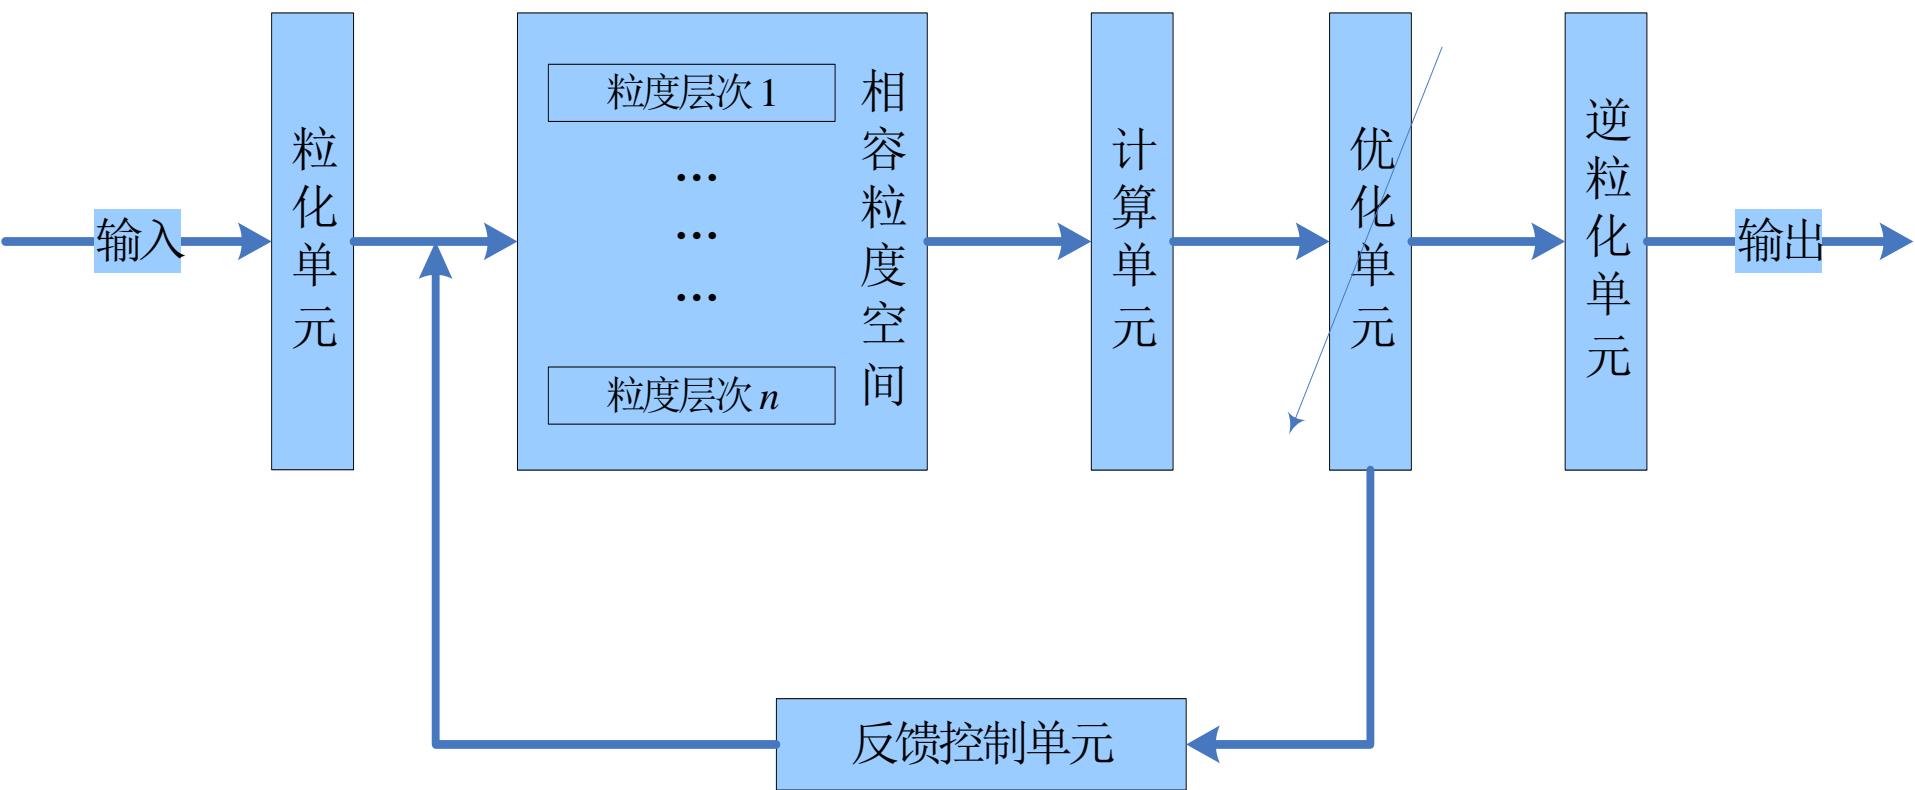 输入
粒化单元
粒度层次1
...
...
...
粒度层次n
相容粒度空间
计算单元
优化单元
逆粒化单元
输出
反馈控制单元